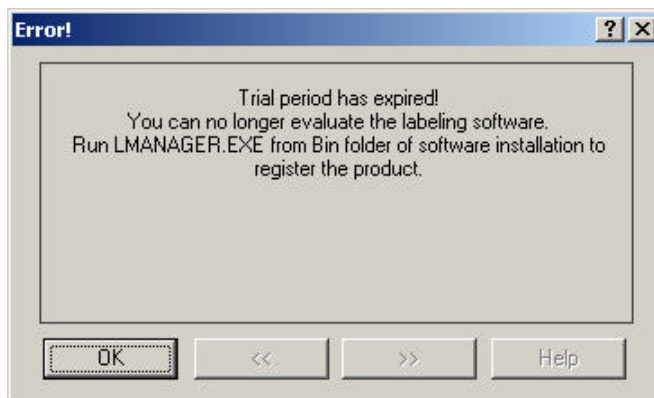 Error!
Trial period has expired!
You can no longer evaluate the labeling software.
Run LMANAGER.EXE from Bin folder of software installation to
register the product.
OK << >> Help